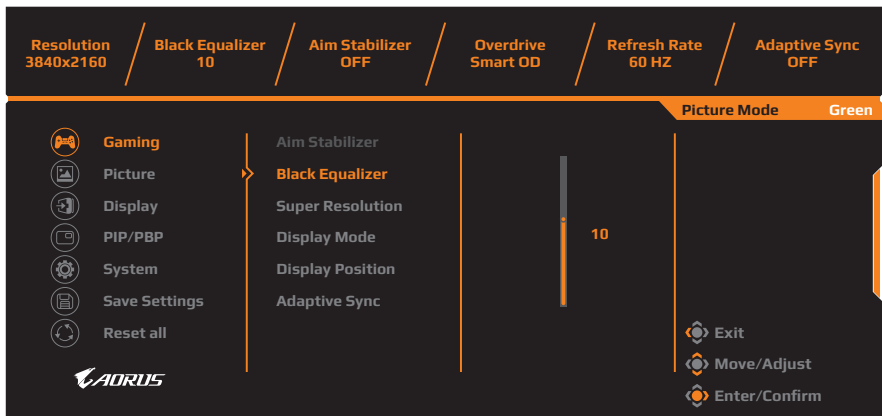 Resolution
3840x2160
Black Equalizer
10
Aim Stabilizer
OFF
Overdrive
Smart OD
Refresh Rate
60 HZ
Adaptive Sync
OFF
Picture Mode Green
Gaming
Picture
Display
PIP/PBP
System
Save Settings
Reset all
Aim Stabilizer
Black Equalizer
Super Resolution
Display Mode
Display Position
Adaptive Sync
10
Exit
Move/Adjust
Enter/Confirm
AORUS